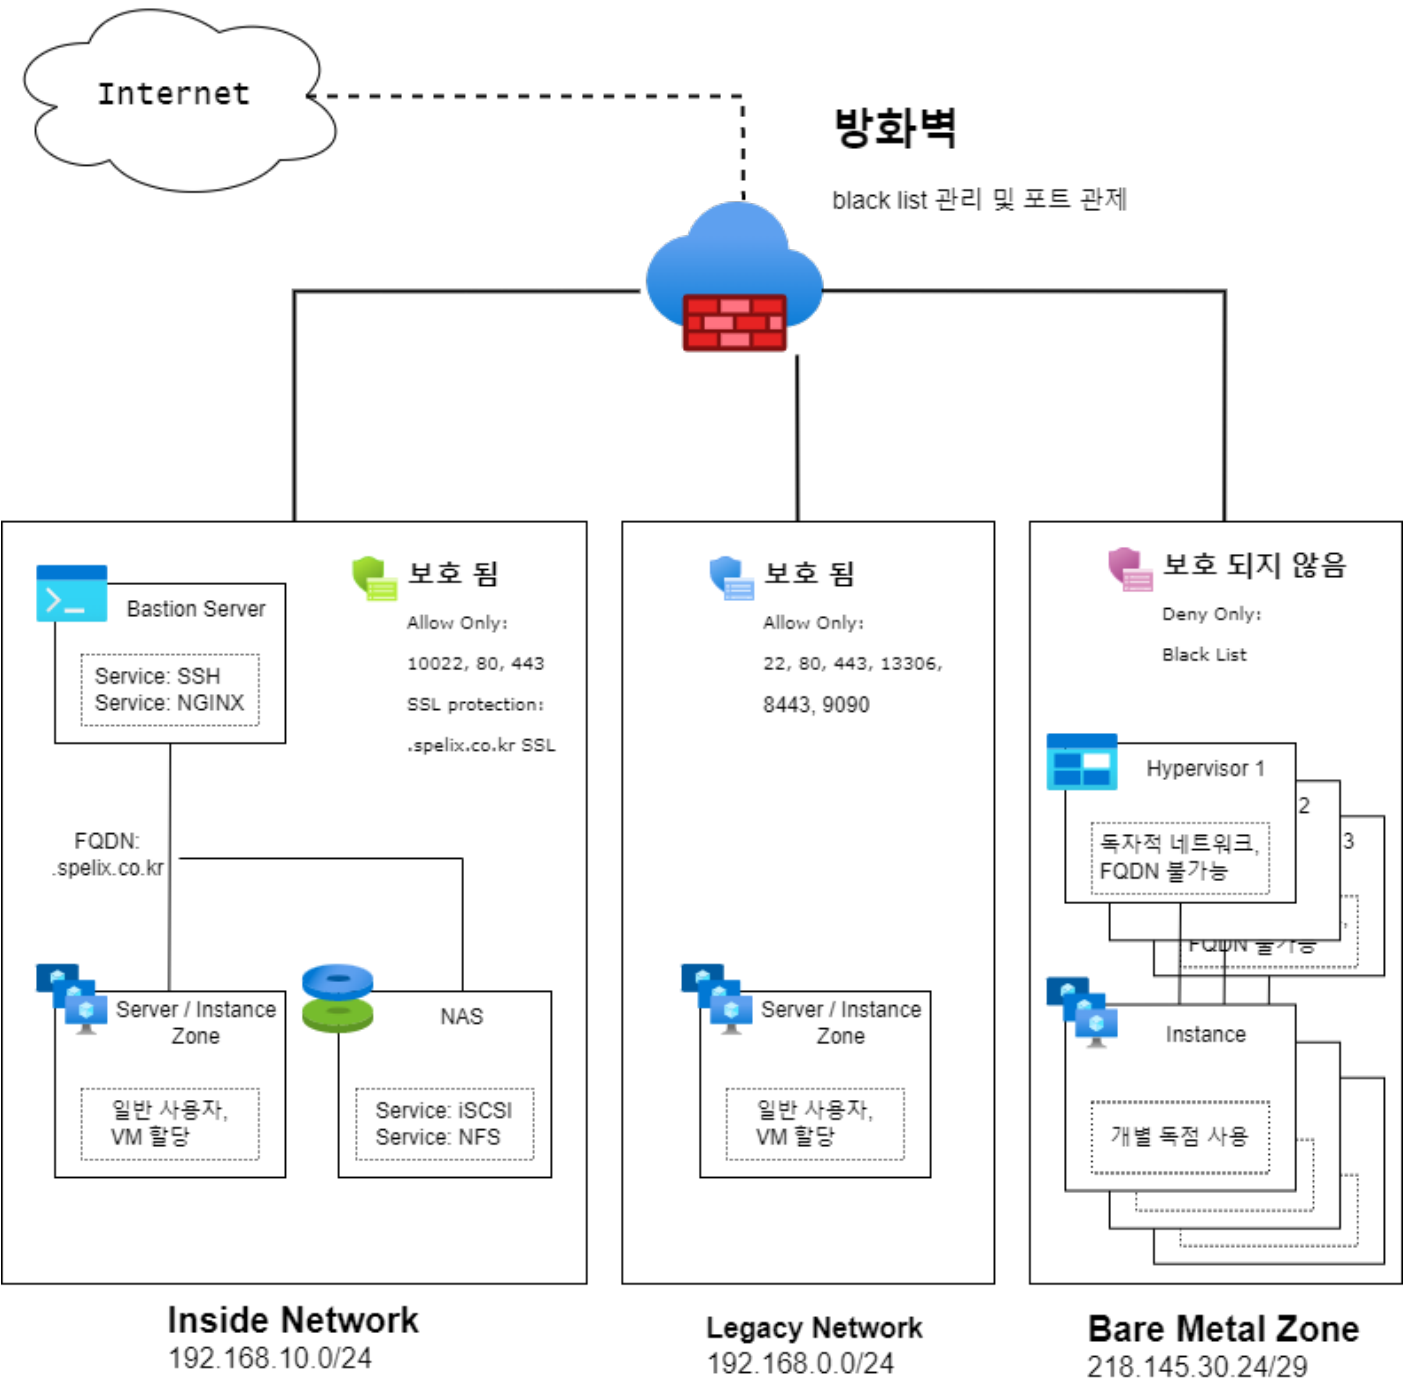 Internet
방화벽
black list 관리 및 포트 관제
Bastion Server
Service: SSH
Service: NGINX
보호 됨
Allow Only:
10022, 80, 443
SSL protection:
.spelix.co.kr SSL
FQDN:
.spelix.co.kr
Server / Instance
Zone
일반 사용자,
VM 할당
NAS
Service: iSCSI
Service: NFS
Inside Network
192.168.10.0/24
보호 됨
Allow Only:
22, 80, 443, 13306,
8443, 9090
Server / Instance
Zone
일반 사용자,
VM 할당
Legacy Network
192.168.0.0/24
보호 되지 않음
Deny Only:
Black List
Hypervisor 1
2
3
독자적 네트워크,
FQDN 불가능
FQDN 불가능
Instance
개별 독점 사용
Bare Metal Zone
218.145.30.24/29